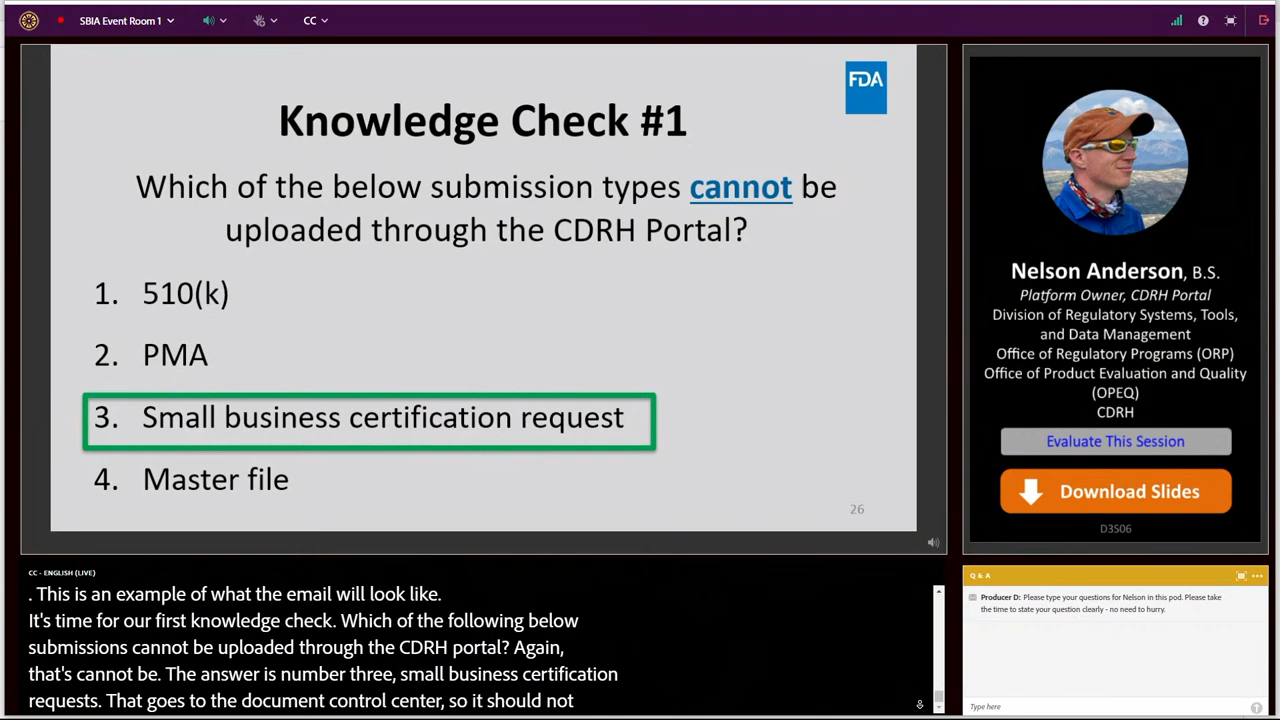 SBIA Event Room 1
CC
FDA
Knowledge Check #1
Which of the below submission types cannot be
uploaded through the CDRH Portal?
1. 510(k)
2. PMA
3. Small business certification request
4. Master file
26
Nelson Anderson, B.S.
Platform Owner, CDRH Portal
Division of Regulatory Systems, Tools,
and Data Management
Office of Regulatory Programs (ORP)
Office of Product Evaluation and Quality
(OPEQ)
CDRH
Evaluate This Session
Download Slides
D3S06
CC - ENGLISH (LIVE)
. This is an example of what the email will look like.
It's time for our first knowledge check. Which of the following below
submissions cannot be uploaded through the CDRH portal? Again,
that's cannot be. The answer is number three, small business certification
requests. That goes to the document control center, so it should not
Q & A
Producer D: Please type your questions for Nelson in this pod. Please take
the time to state your question clearly - no need to hurry.
Type here